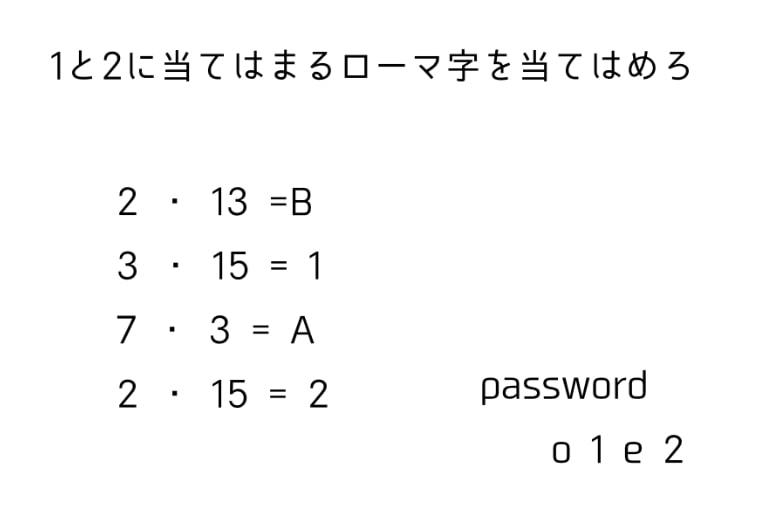 1と2に当てはまるローマ字を当てはめろ
2 ・ 13 =B
3 ・ 15 = 1
7 ・ 3 = A
2 ・ 15 = 2
password
o 1 e 2